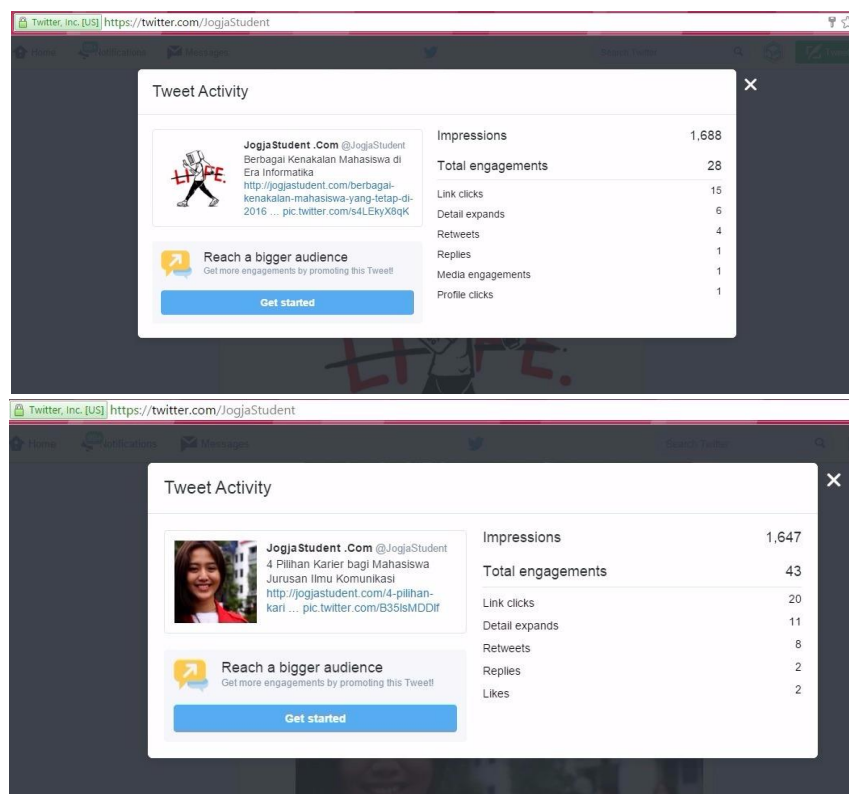 Twitter, Inc. [US] https://twitter.com/JogjaStudent
Home Notifications Messages Search Twitter
Tweet Activity
JogjaStudent .Com @JogjaStudent
Berbagai Kenakalan Mahasiswa di
Era Informatika
http://jogjastudent.com/berbagai-
kenakalan-mahasiswa-yang-tetap-di-
2016 ... pic.twitter.com/s4LEkyX8qK
LIFE.
Reach a bigger audience
Get more engagements by promoting this Tweet!
Get started
Impressions 1,688
Total engagements 28
Link clicks 15
Detail expands 6
Retweets 4
Replies 1
Media engagements 1
Profile clicks 1
LIFE.
Twitter, Inc. [US] https://twitter.com/JogjaStudent
Home Notifications Messages Search Twitter
Tweet Activity
JogjaStudent .Com @JogjaStudent
4 Pilihan Karier bagi Mahasiswa
Jurusan Ilmu Komunikasi
http://jogjastudent.com/4-pilihan-
kari ... pic.twitter.com/B35lsMDDlf
Reach a bigger audience
Get more engagements by promoting this Tweet!
Get started
Impressions 1,647
Total engagements 43
Link clicks 20
Detail expands 11
Retweets 8
Replies 2
Likes 2